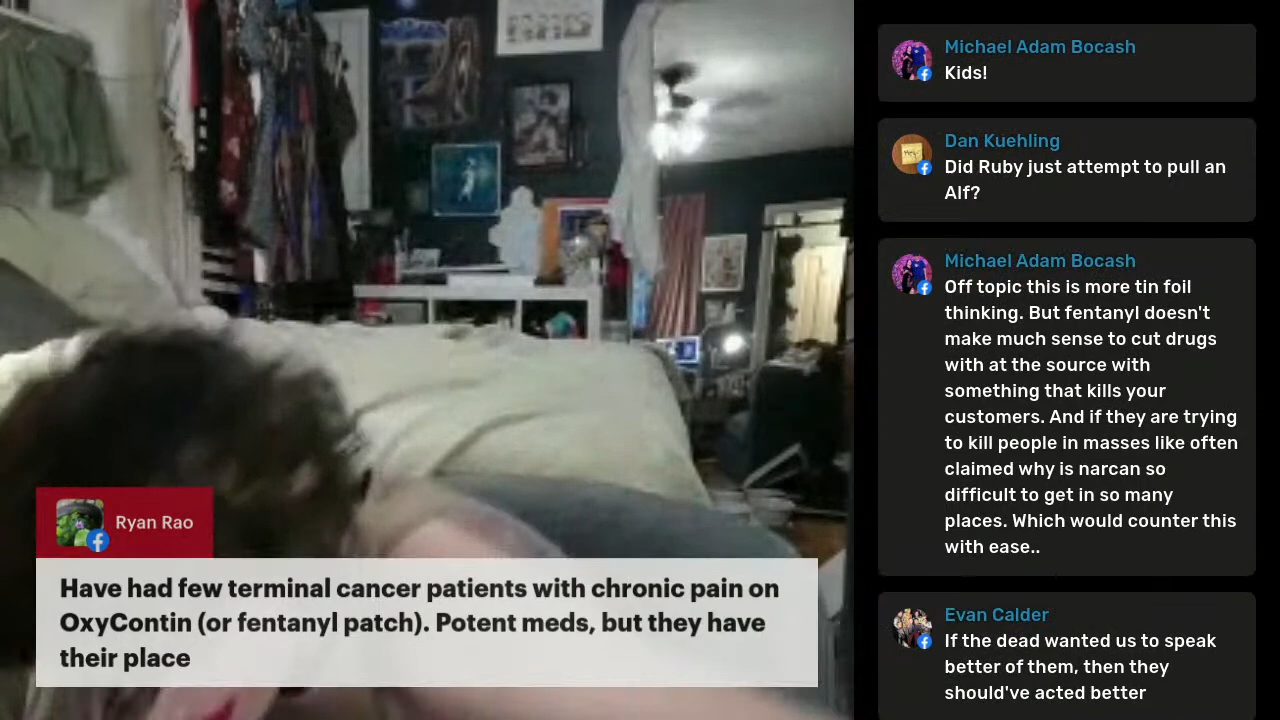 Ryan Rao
Have had few terminal cancer patients with chronic pain on
OxyContin (or fentanyl patch). Potent meds, but they have
their place
Michael Adam Bocash
Kids!
Dan Kuehling
Did Ruby just attempt to pull an
Alf?
Michael Adam Bocash
Off topic this is more tin foil
thinking. But fentanyl doesn't
make much sense to cut drugs
with at the source with
something that kills your
customers. And if they are trying
to kill people in masses like often
claimed why is narcan so
difficult to get in so many
places. Which would counter this
with ease..
Evan Calder
If the dead wanted us to speak
better of them, then they
should've acted better